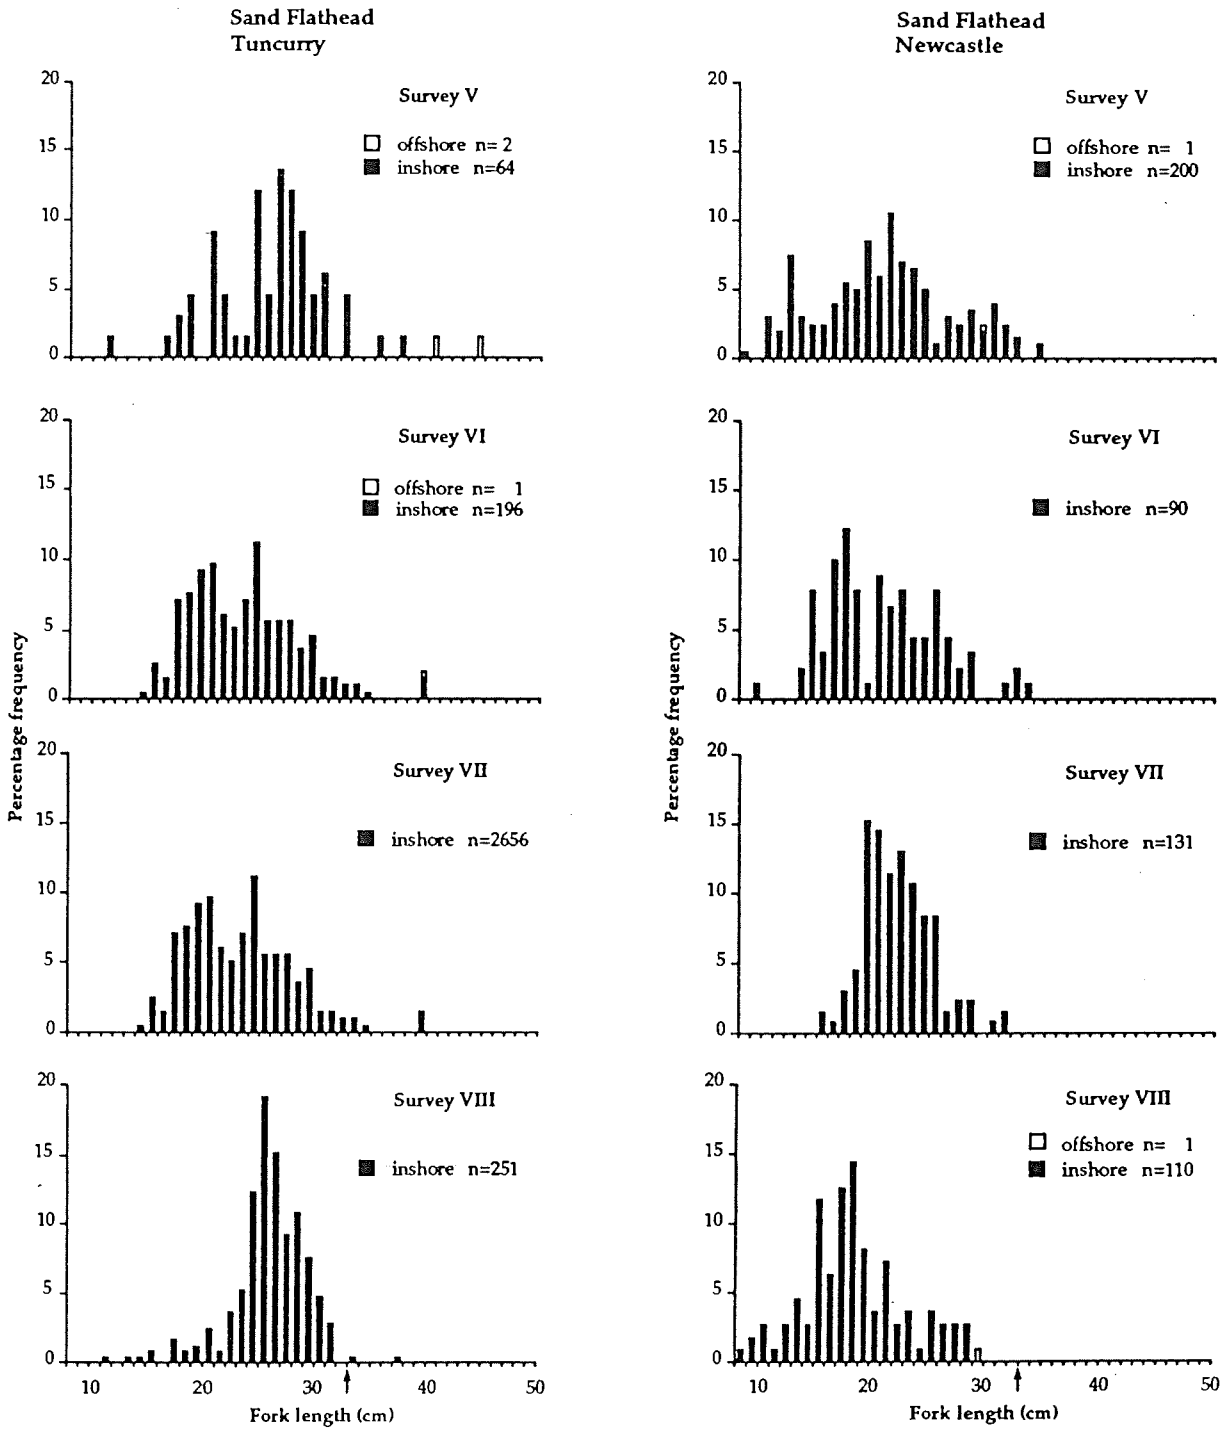 Sand Flathead
Tuncurry
20
15
10
5
0
Survey V
offshore n= 2
inshore n=64
20
15
10
5
0
Survey VI
offshore n= 1
inshore n=196
20
15
10
5
0
Survey VII
inshore n=2656
20
15
10
5
0
Survey VIII
inshore n=251
10 20 30 40 50
Fork length (cm)
Percentage frequency
Sand Flathead
Newcastle
20
15
10
5
0
Survey V
offshore n= 1
inshore n=200
20
15
10
5
0
Survey VI
inshore n=90
20
15
10
5
0
Survey VII
inshore n=131
20
15
10
5
0
Survey VIII
offshore n= 1
inshore n=110
10 20 30 40 50
Fork length (cm)
Percentage frequency